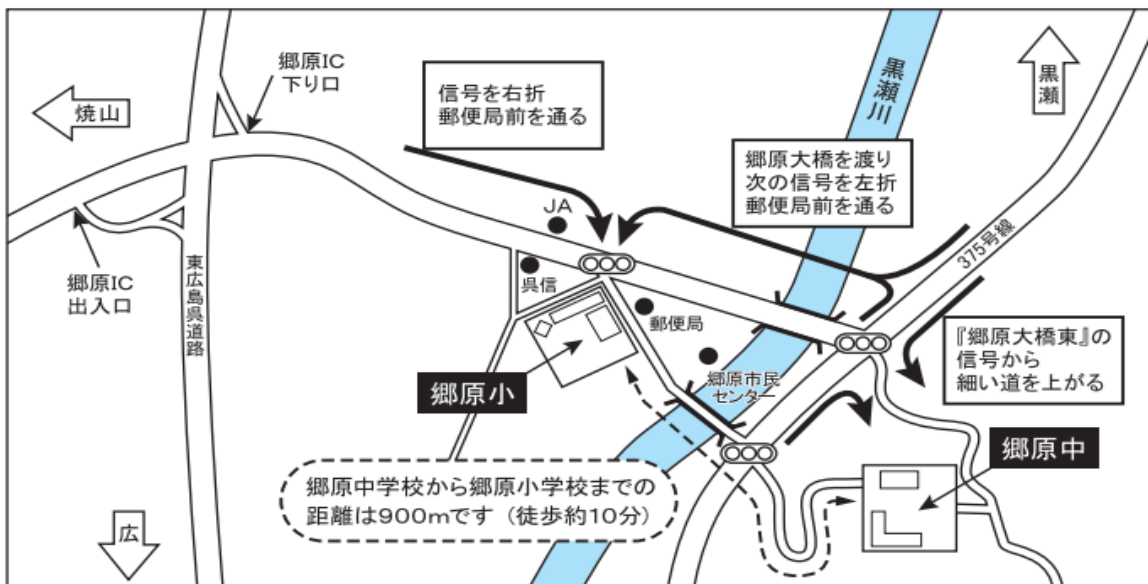 郷原IC
下り口
焼山
信号を右折
郵便局前を通る
黒瀬川
黒瀬
郷原大橋を渡り
次の信号を左折
郵便局前を通る
JA
375号線
郷原IC
出入口
東広島呉道路
呉信
郵便局
郷原市民
センター
『郷原大橋東』の
信号から
細い道を上がる
郷原小
郷原中
郷原中学校から郷原小学校までの
距離は900mです（徒歩約10分）
広